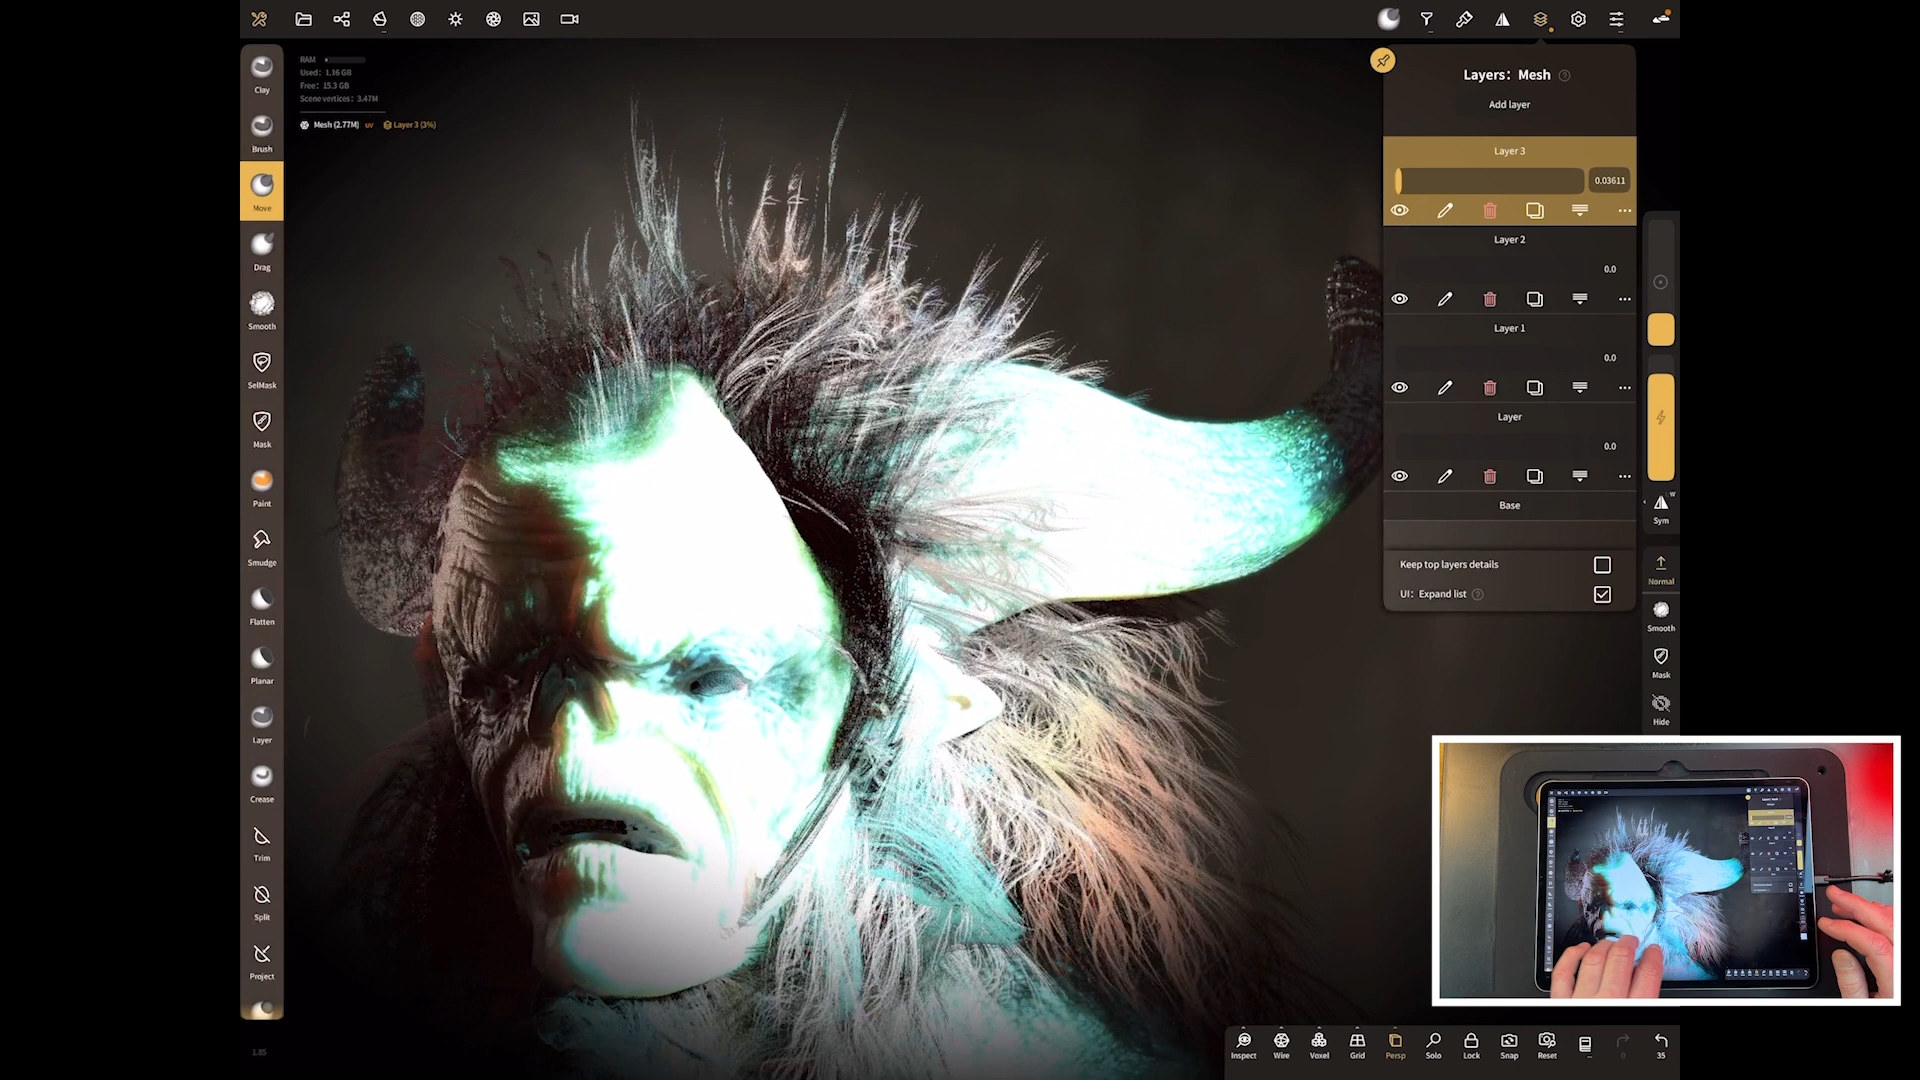 RAM
Used: 1.16 GB
Free: 15.3 GB
Scene vertices: 3.47M
Mesh (2.77M) uv Layer 3 (3%)
Clay
Brush
Move
Drag
Smooth
SelMask
Mask
Paint
Smudge
Flatten
Planar
Layer
Crease
Trim
Split
Project
1.85
Layers: Mesh
Add layer
Layer 3
0.03611
Layer 2
0.0
Layer 1
0.0
Layer
0.0
Base
Keep top layers details
UI: Expand list
Sym
Normal
Smooth
Mask
Hide
Inspect
Wire
Voxel
Grid
Persp
Solo
Lock
Snap
Reset
0
35